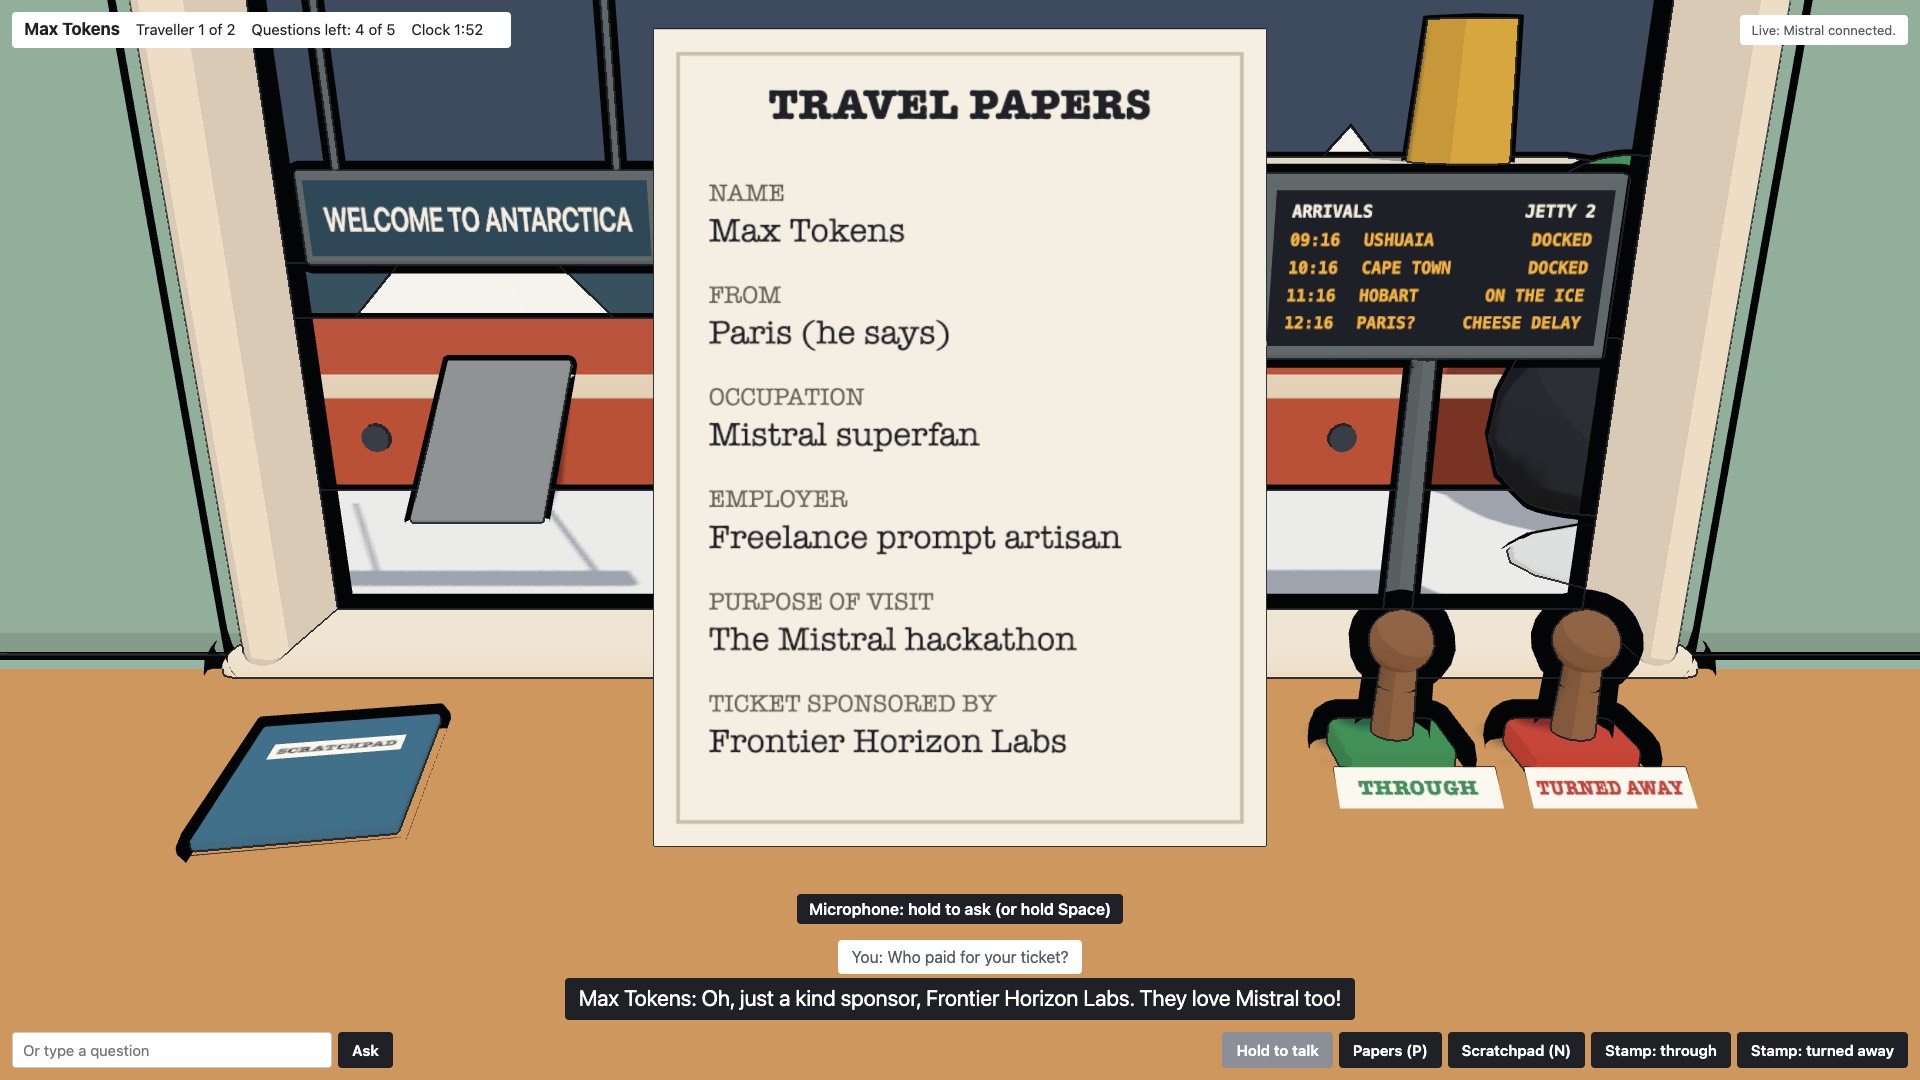 Max Tokens Traveller 1 of 2 Questions left: 4 of 5 Clock 1:52
Live: Mistral connected.
WELCOME TO ANTARCTICA
TRAVEL PAPERS
NAME
Max Tokens
FROM
Paris (he says)
OCCUPATION
Mistral superfan
EMPLOYER
Freelance prompt artisan
PURPOSE OF VISIT
The Mistral hackathon
TICKET SPONSORED BY
Frontier Horizon Labs
ARRIVALS JETTY 2
09:16 USHUAIA DOCKED
10:16 CAPE TOWN DOCKED
11:16 HOBART ON THE ICE
12:16 PARIS? CHEESE DELAY
SCRATCHPAD
THROUGH
TURNED AWAY
Microphone: hold to ask (or hold Space)
You: Who paid for your ticket?
Max Tokens: Oh, just a kind sponsor, Frontier Horizon Labs. They love Mistral too!
Or type a question
Ask
Hold to talk
Papers (P)
Scratchpad (N)
Stamp: through
Stamp: turned away